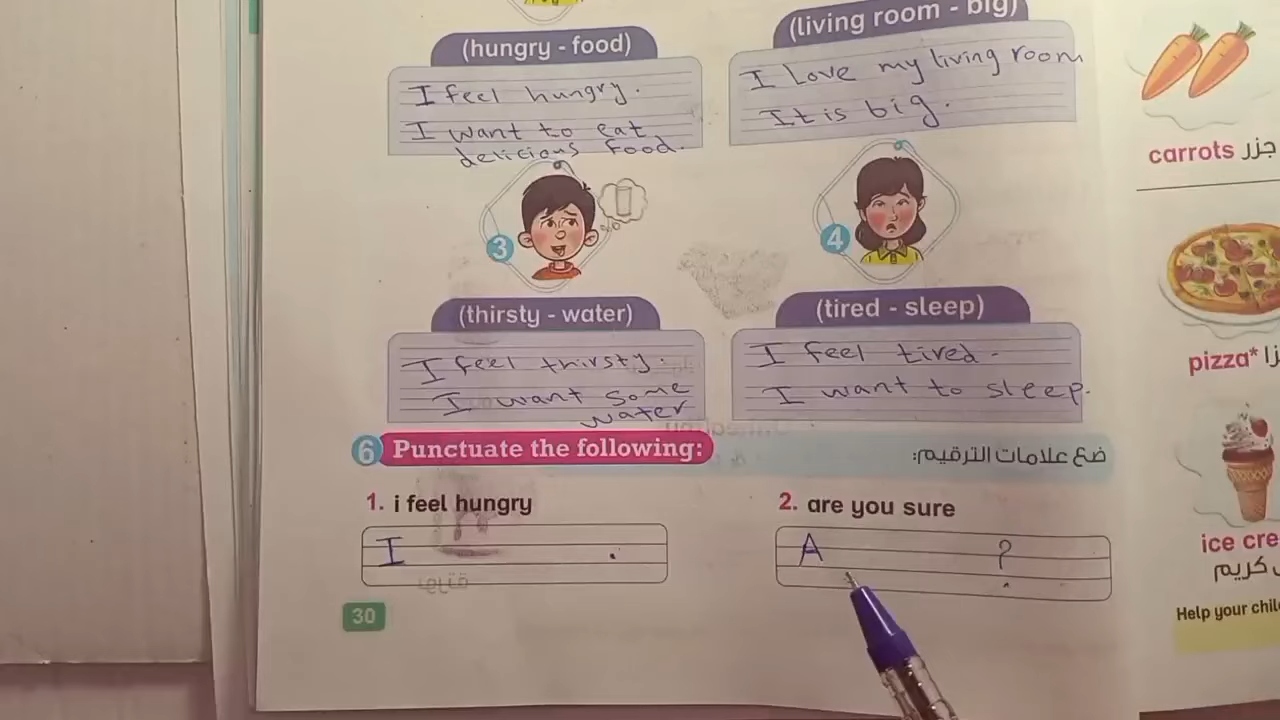 (hungry - food)
I feel hungry.
I want to eat
delicious food.
(living room - big)
I Love my living room
It is big.
3
4
(thirsty - water)
I feel thirsty.
I want some
water
(tired - sleep)
I feel tired.
I want to sleep.
6 Punctuate the following:
ضع علامات الترقيم:
1. i feel hungry
I .
2. are you sure
A ?
30
carrots جزر
pizza*
ice cre
Help your chil